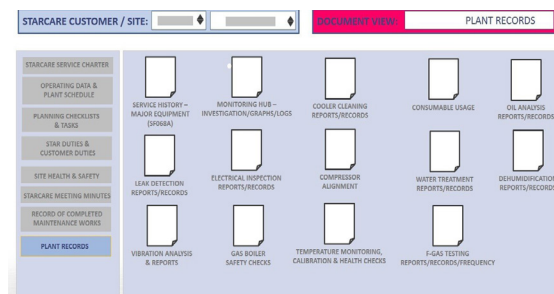 STARCARE CUSTOMER / SITE:
DOCUMENT VIEW:
PLANT RECORDS
STARCARE SERVICE CHARTER
OPERATING DATA &
PLANT SCHEDULE
PLANNING CHECKLISTS
& TASKS
STAR DUTIES &
CUSTOMER DUTIES
SITE HEALTH & SAFETY
STARCARE MEETING MINUTES
RECORD OF COMPLETED
MAINTENANCE WORKS
PLANT RECORDS
SERVICE HISTORY –
MAJOR EQUIPMENT
(SF068A)
MONITORING HUB –
INVESTIGATION/GRAPHS/LOGS
COOLER CLEANING
REPORTS/RECORDS
CONSUMABLE USAGE
OIL ANALYSIS
REPORTS/RECORDS
LEAK DETECTION
REPORTS/RECORDS
ELECTRICAL INSPECTION
REPORTS/RECORDS
COMPRESSOR
ALIGNMENT
WATER TREATMENT
REPORTS/RECORDS
DEHUMIDIFICATION
REPORTS/RECORDS
VIBRATION ANALYSIS
& REPORTS
GAS BOILER
SAFETY CHECKS
TEMPERATURE MONITORING,
CALIBRATION & HEALTH CHECKS
F-GAS TESTING
REPORTS/RECORDS/FREQUENCY